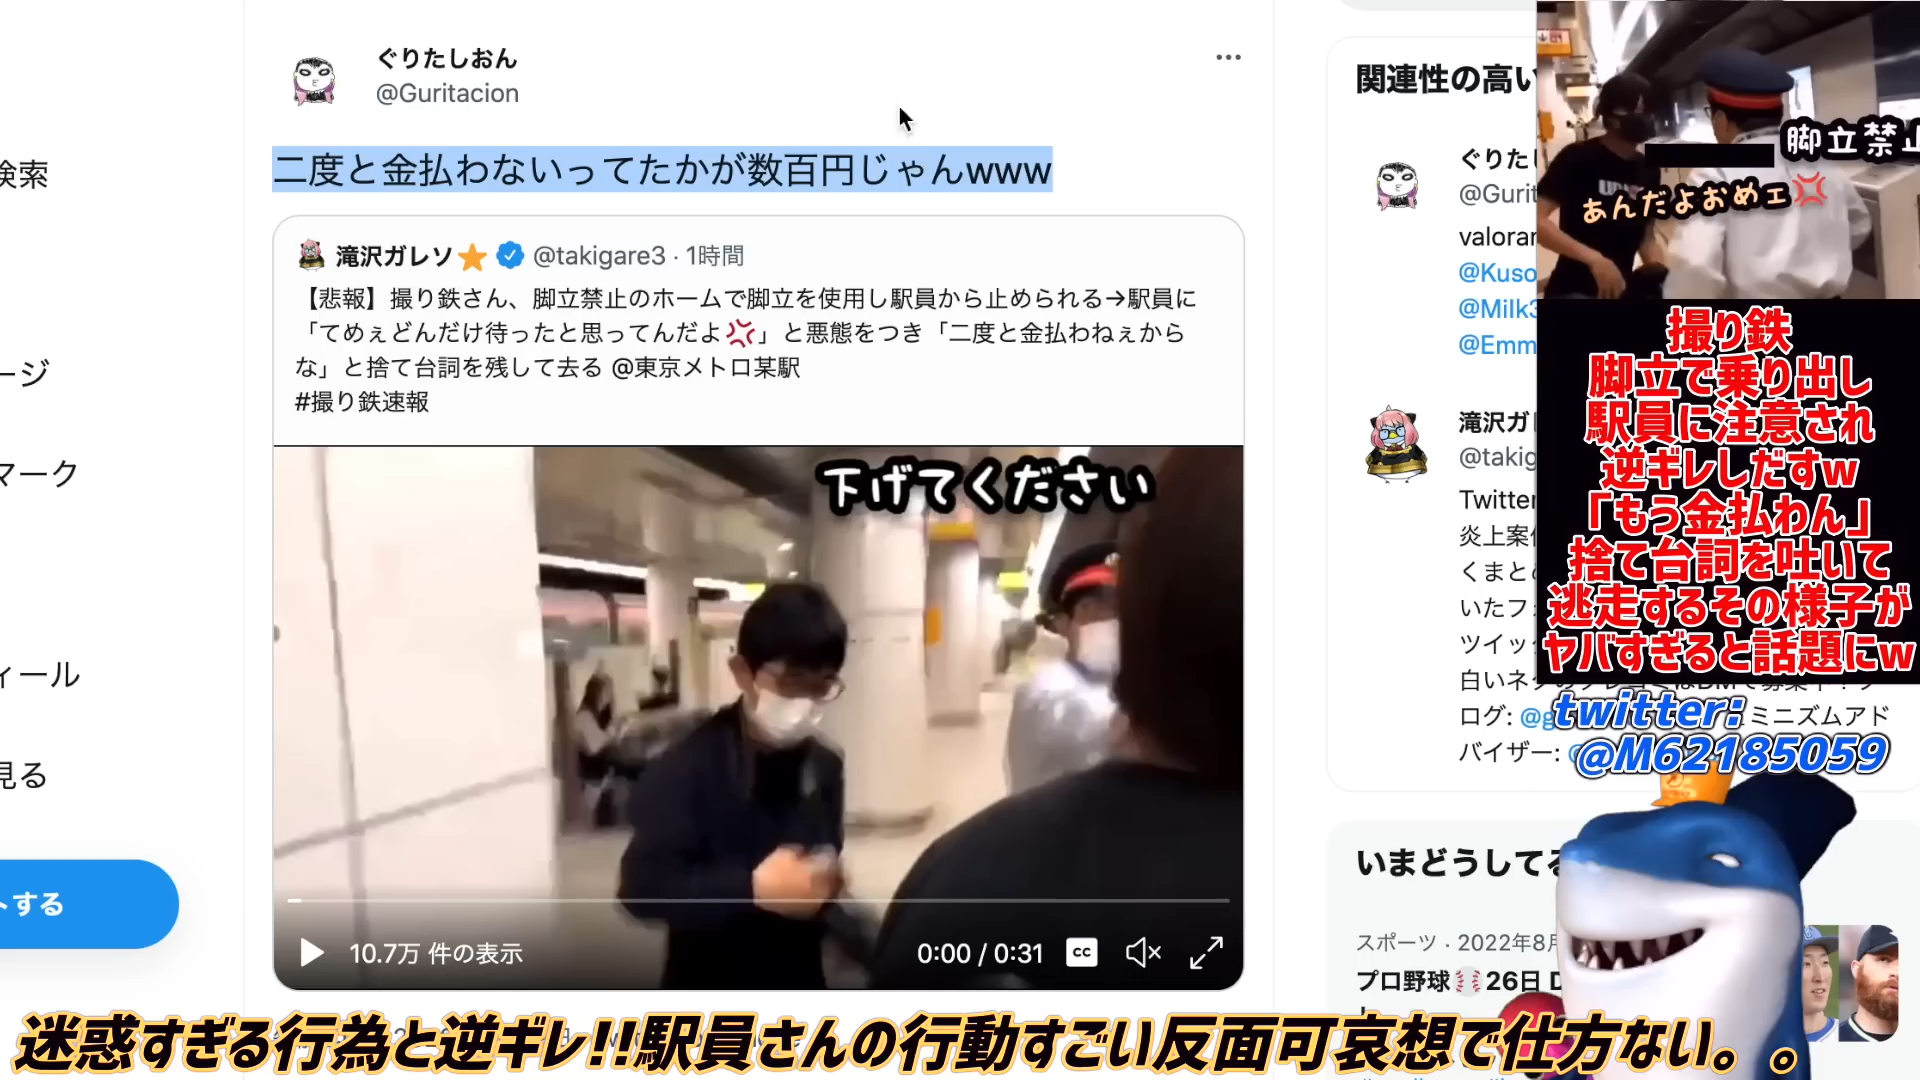 検索
ージ
マーク
ィール
見る
トする
ぐりたしおん
@Guritacion
二度と金払わないってたかが数百円じゃんwww
滝沢ガレソ @takigare3 · 1時間
【悲報】撮り鉄さん、脚立禁止のホームで脚立を使用し駅員から止められる→駅員に
「てめぇどんだけ待ったと思ってんだよ💢」と悪態をつき「二度と金払わねぇから
な」と捨て台詞を残して去る @東京メトロ某駅
#撮り鉄速報
下げてください
10.7万 件の表示
0:00 / 0:31
CC
関連性の高い
ぐりたし
@Gurit
valoran
@Kuso
@Milk3
@Emm
滝沢ガ
@takig
Twitter
炎上案
くまと
いたフ
ツイッ
白いネ
ログ: @g ミニズムアド
バイザー:
いまどうしてる
スポーツ · 2022年8月
プロ野球⚾26日 D
脚立禁止
あんだよおめェ💢
撮り鉄
脚立で乗り出し
駅員に注意され
逆ギレしだすw
「もう金払わん」
捨て台詞を吐いて
逃走するその様子が
ヤバすぎると話題にw
twitter:
@M62185059
迷惑すぎる行為と逆ギレ!!駅員さんの行動すごい反面可哀想で仕方ない。。